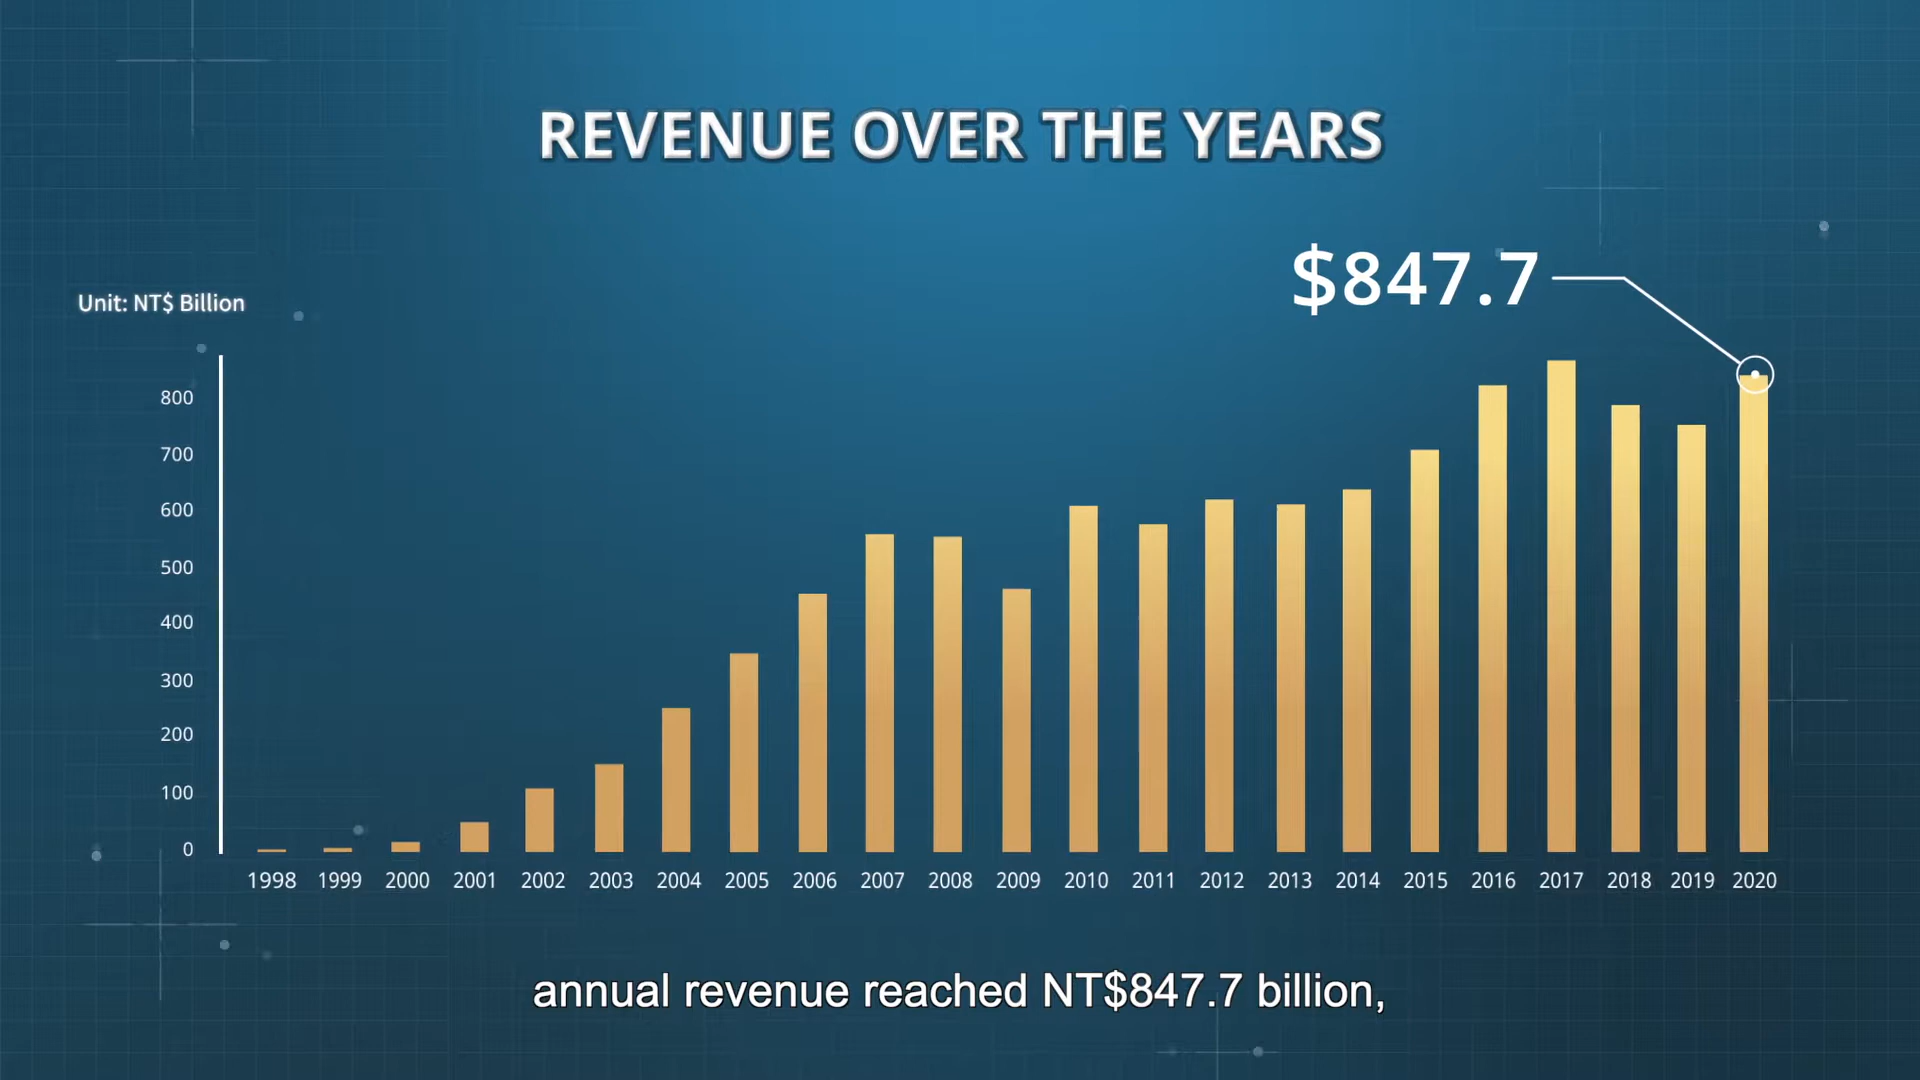 REVENUE OVER THE YEARS
$847.7
Unit: NT$ Billion
800
700
600
500
400
300
200
100
0
1998 1999 2000 2001 2002 2003 2004 2005 2006 2007 2008 2009 2010 2011 2012 2013 2014 2015 2016 2017 2018 2019 2020
annual revenue reached NT$847.7 billion,